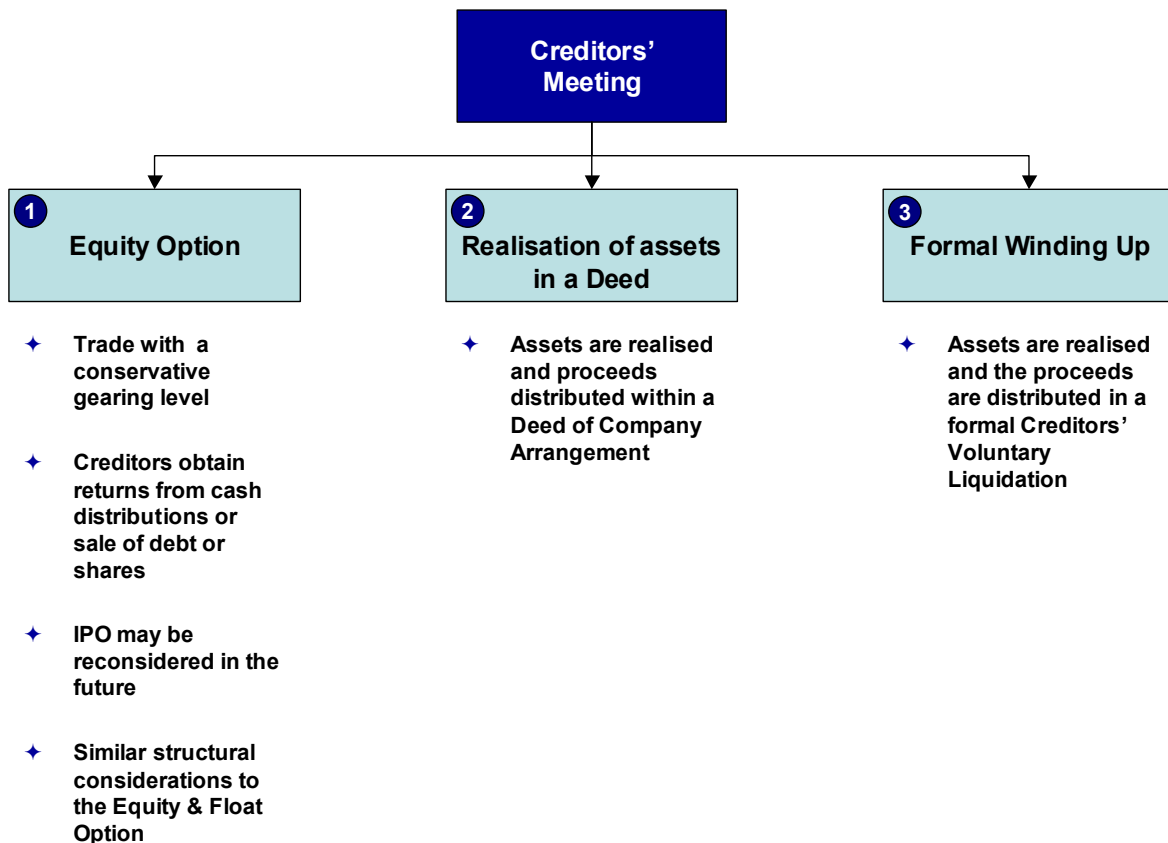 Creditors’
Meeting
1
Equity Option
Trade with a
conservative
gearing level
Creditors obtain
returns from cash
distributions or
sale of debt or
shares
IPO may be
reconsidered in the
future
Similar structural
considerations to
the Equity & Float
Option
2
Realisation of assets
in a Deed
Assets are realised
and proceeds
distributed within a
Deed of Company
Arrangement
3
Formal Winding Up
Assets are realised
and the proceeds
are distributed in a
formal Creditors’
Voluntary
Liquidation